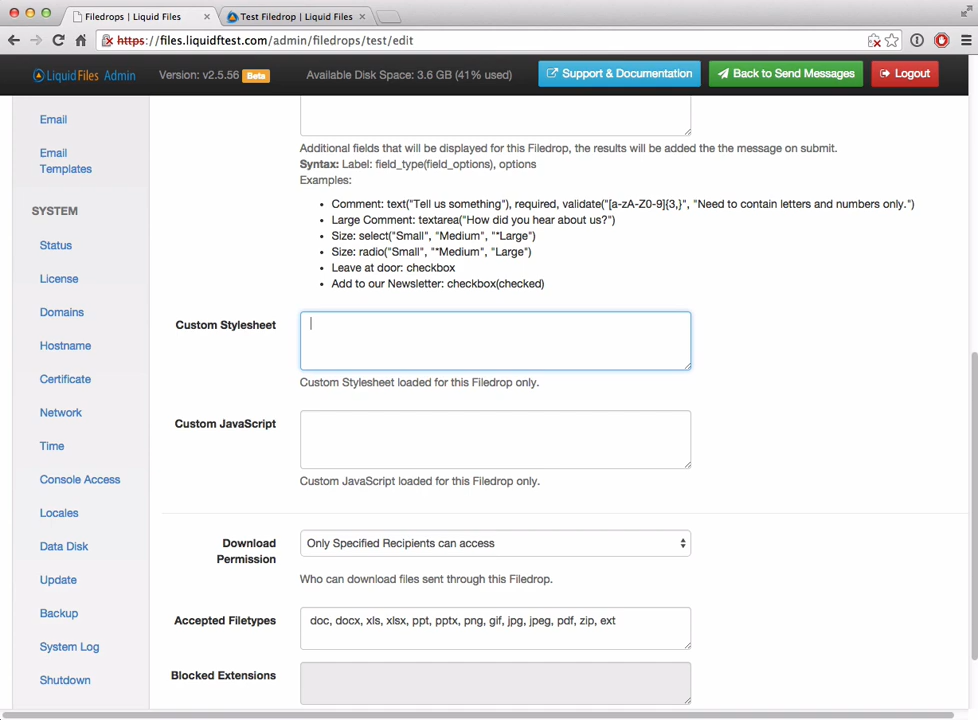 Filedrops | Liquid Files
Test Filedrop | Liquid Files
https://files.liquidftest.com/admin/filedrops/test/edit
LiquidFiles Admin
Version: v2.5.56 Beta
Available Disk Space: 3.6 GB (41% used)
Support & Documentation
Back to Send Messages
Logout
Email
Email
Templates
SYSTEM
Status
License
Domains
Hostname
Certificate
Network
Time
Console Access
Locales
Data Disk
Update
Backup
System Log
Shutdown
Additional fields that will be displayed for this Filedrop, the results will be added the the message on submit.
Syntax: Label: field_type(field_options), options
Examples:
• Comment: text("Tell us something"), required, validate("[a-zA-Z0-9]{3,}", "Need to contain letters and numbers only.")
• Large Comment: textarea("How did you hear about us?")
• Size: select("Small", "Medium", "*Large")
• Size: radio("Small", "*Medium", "Large")
• Leave at door: checkbox
• Add to our Newsletter: checkbox(checked)
Custom Stylesheet
Custom Stylesheet loaded for this Filedrop only.
Custom JavaScript
Custom JavaScript loaded for this Filedrop only.
Download
Permission
Only Specified Recipients can access
Who can download files sent through this Filedrop.
Accepted Filetypes
doc, docx, xls, xlsx, ppt, pptx, png, gif, jpg, jpeg, pdf, zip, ext
Blocked Extensions